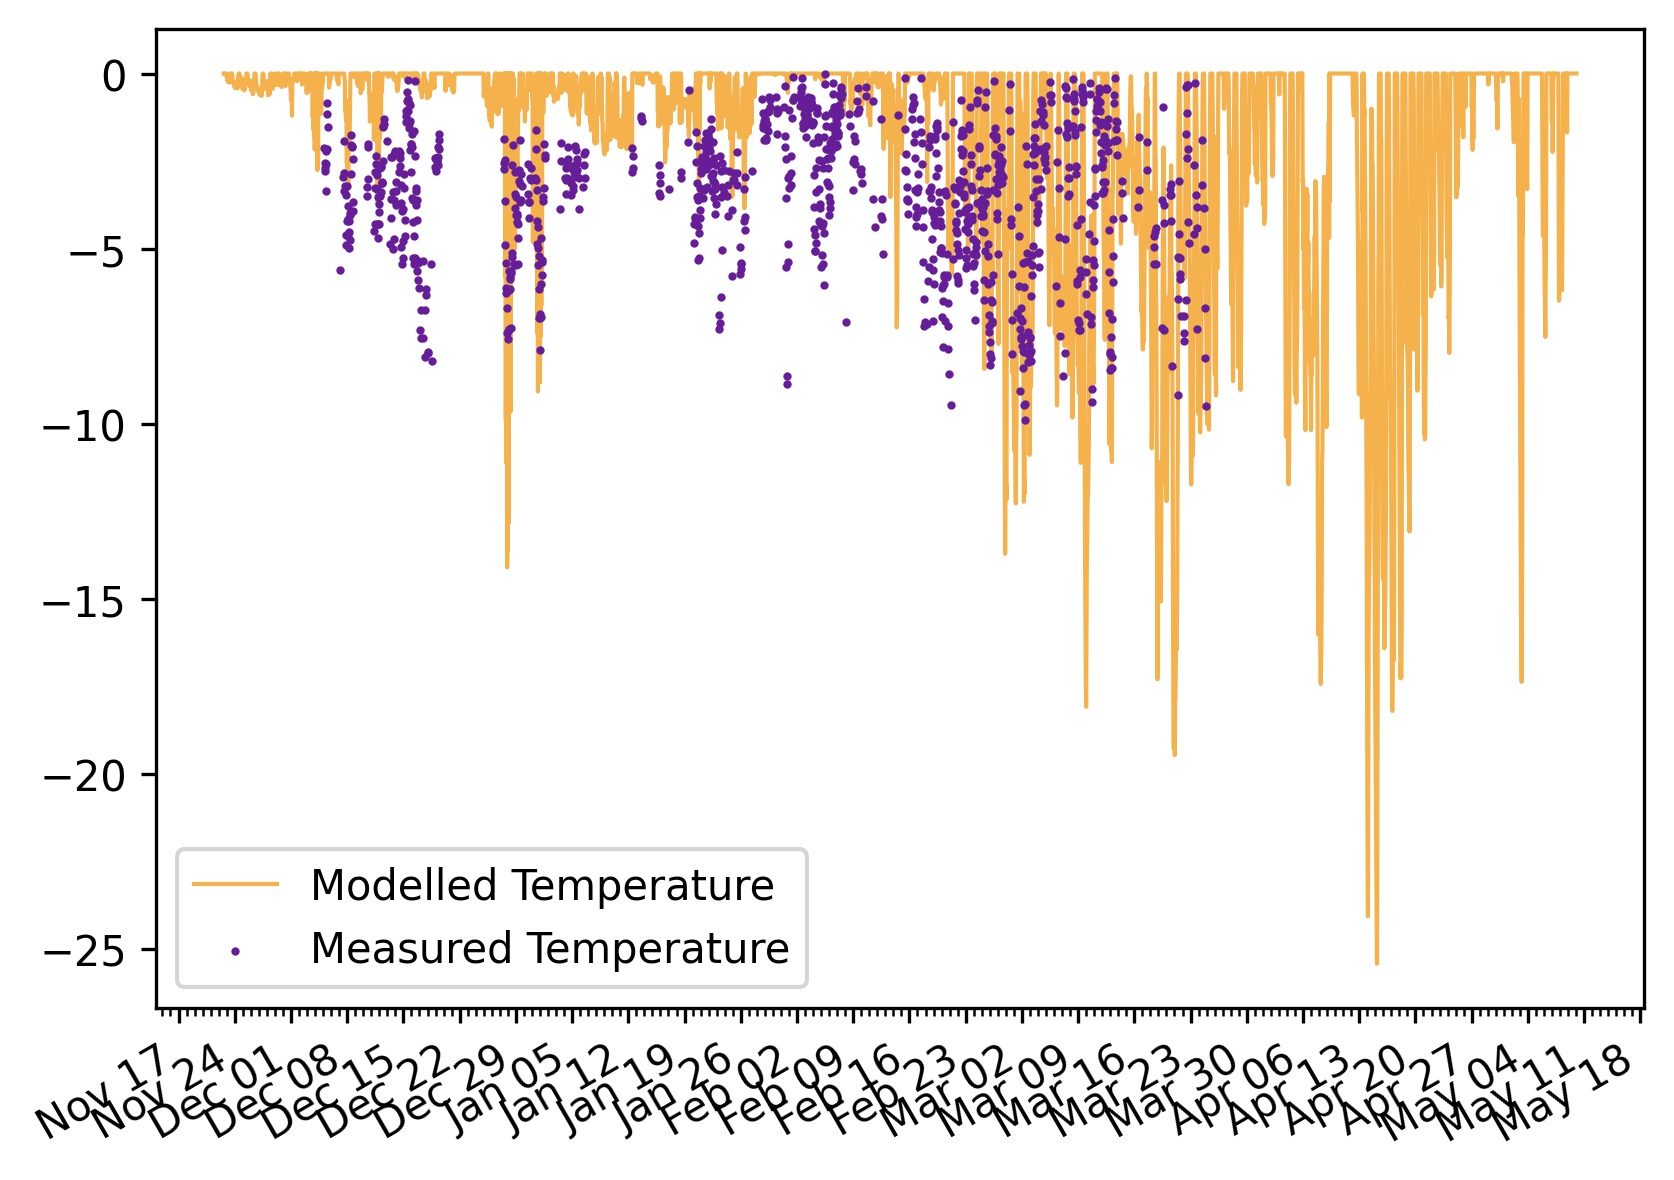 0
−5
−10
−15
−20
−25
Modelled Temperature
Measured Temperature
Nov 17
Nov 24
Dec 01
Dec 08
Dec 15
Dec 22
Dec 29
Jan 05
Jan 12
Jan 19
Jan 26
Feb 02
Feb 09
Feb 16
Feb 23
Mar 02
Mar 09
Mar 16
Mar 23
Mar 30
Apr 06
Apr 13
Apr 20
Apr 27
May 04
May 11
May 18